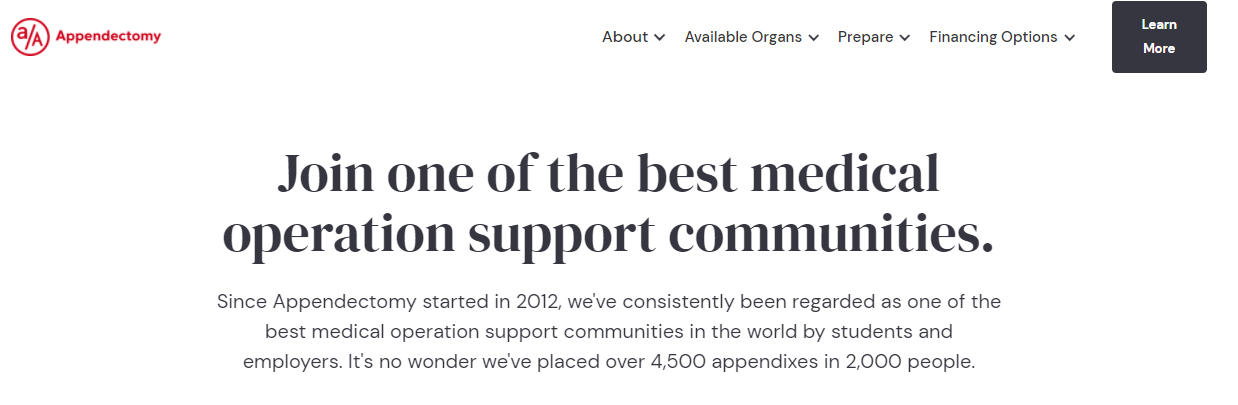 a/A Appendectomy
About Available Organs Prepare Financing Options
Learn
More
Join one of the best medical
operation support communities.
Since Appendectomy started in 2012, we've consistently been regarded as one of the
best medical operation support communities in the world by students and
employers. It's no wonder we've placed over 4,500 appendixes in 2,000 people.